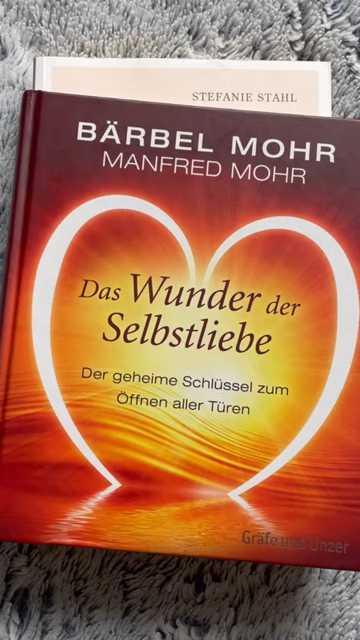 STEFANIE STAHL
BÄRBEL MOHR
MANFRED MOHR
Das Wunder der
Selbstliebe
Der geheime Schlüssel zum
Öffnen aller Türen
Gräfe und Unzer